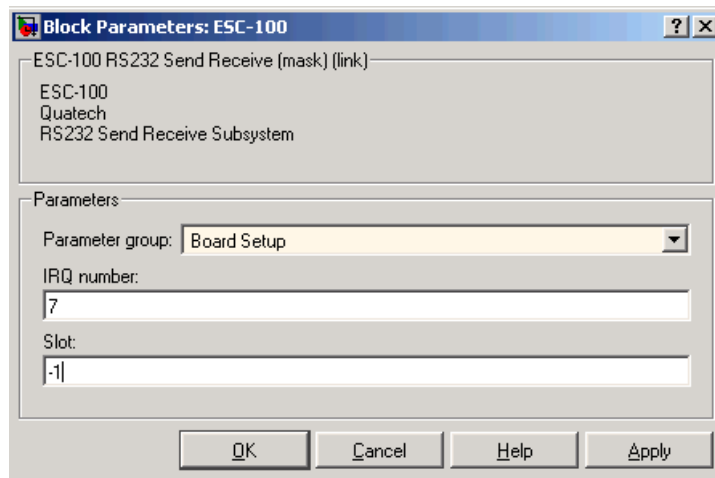 Block Parameters: ESC-100
ESC-100 RS232 Send Receive (mask) (link)
ESC-100
Quatech
RS232 Send Receive Subsystem
Parameters
Parameter group: Board Setup
IRQ number:
7
Slot:
-1
OK Cancel Help Apply